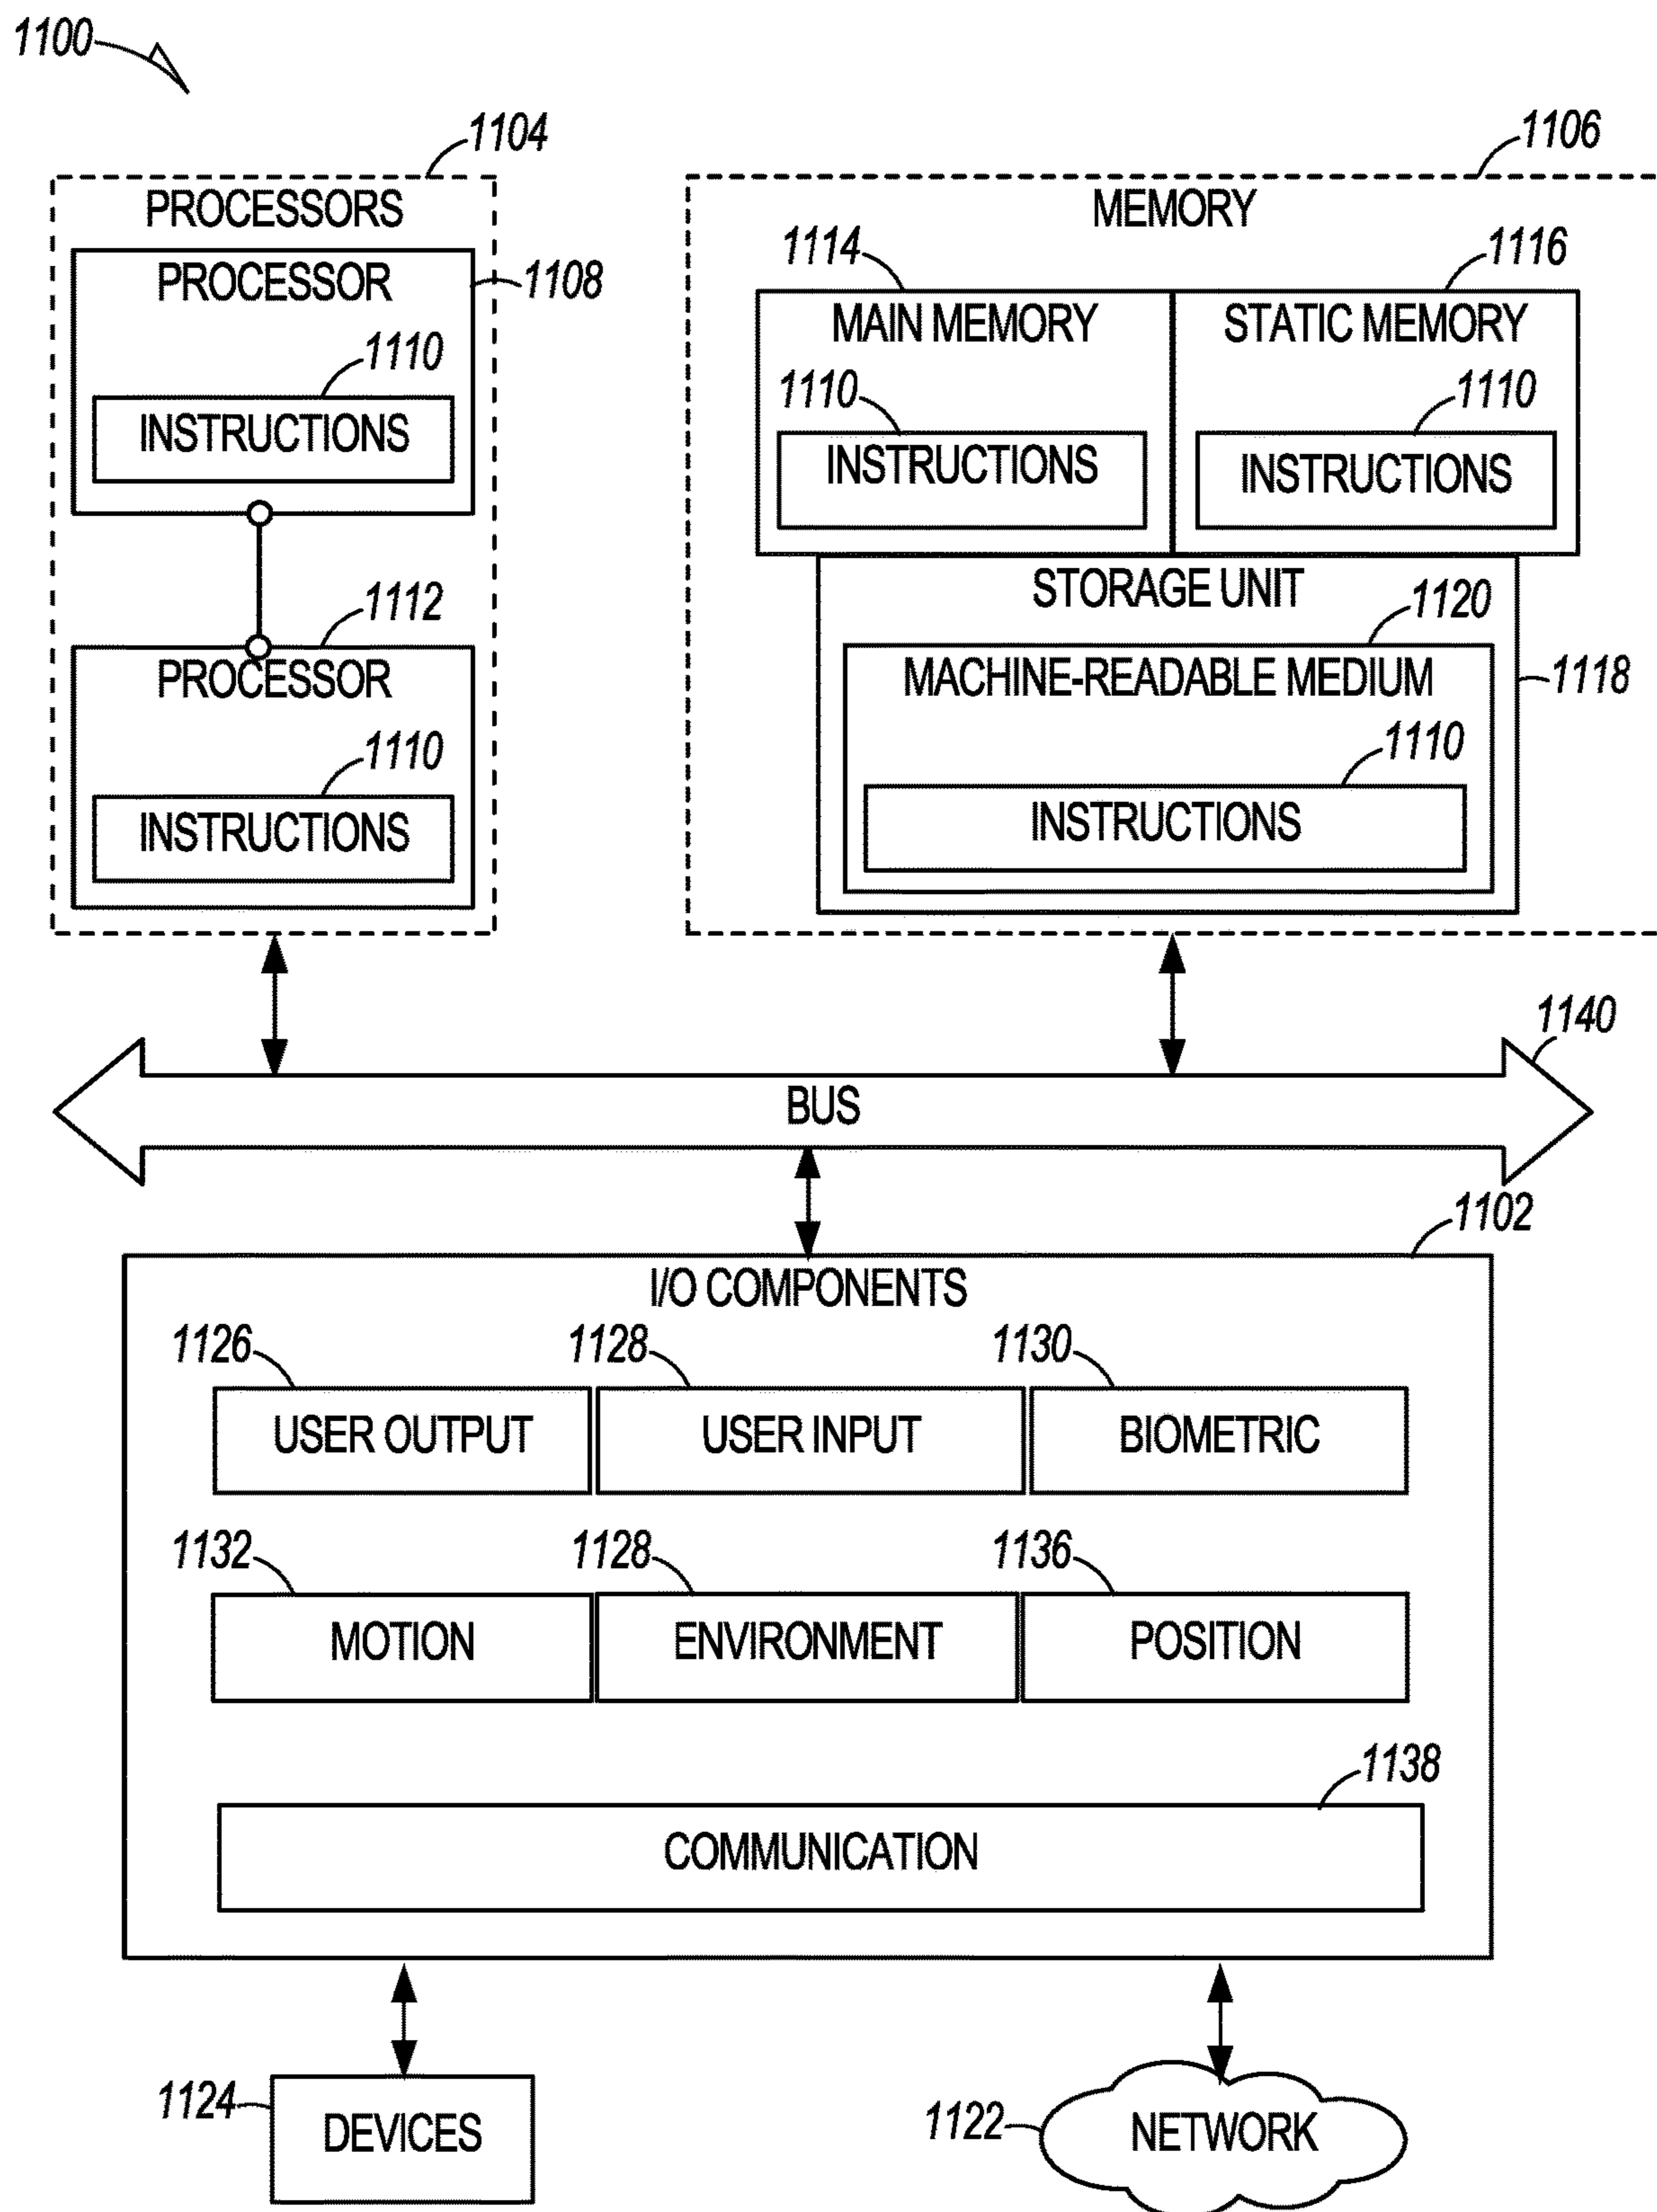 1100
1104
1106
PROCESSORS
MEMORY
1114
1116
PROCESSOR
1108
MAIN MEMORY
STATIC MEMORY
1110
1110
1110
INSTRUCTIONS
INSTRUCTIONS
INSTRUCTIONS
STORAGE UNIT
1112
1120
PROCESSOR
MACHINE-READABLE MEDIUM
1118
1110
1110
INSTRUCTIONS
INSTRUCTIONS
1140
BUS
1102
I/O COMPONENTS
1126
1128
1130
USER OUTPUT
USER INPUT
BIOMETRIC
1132
1128
1136
MOTION
ENVIRONMENT
POSITION
1138
COMMUNICATION
1124
DEVICES
1122
NETWORK